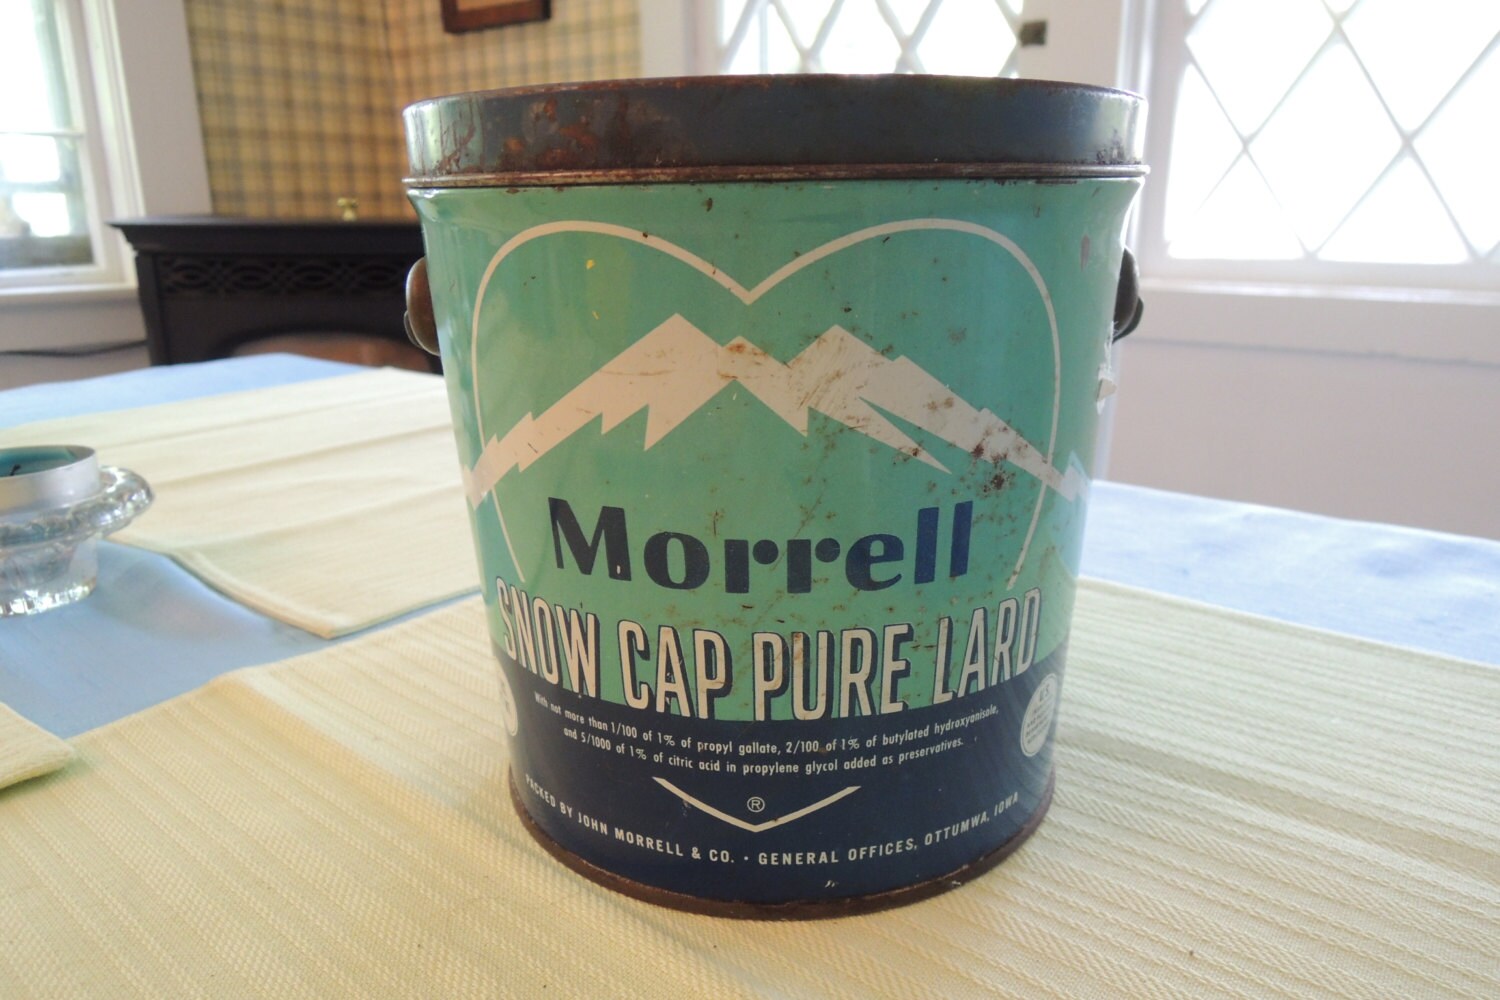 Morrell
SNOW CAP PURE LARD
With not more than 1/100 of 1% of propyl gallate, 2/100 of 1% of butylated hydroxyanisole,
and 5/1000 of 1% of citric acid in propylene glycol added as preservatives.
®
PACKED BY JOHN MORRELL & CO. • GENERAL OFFICES, OTTUMWA, IOWA